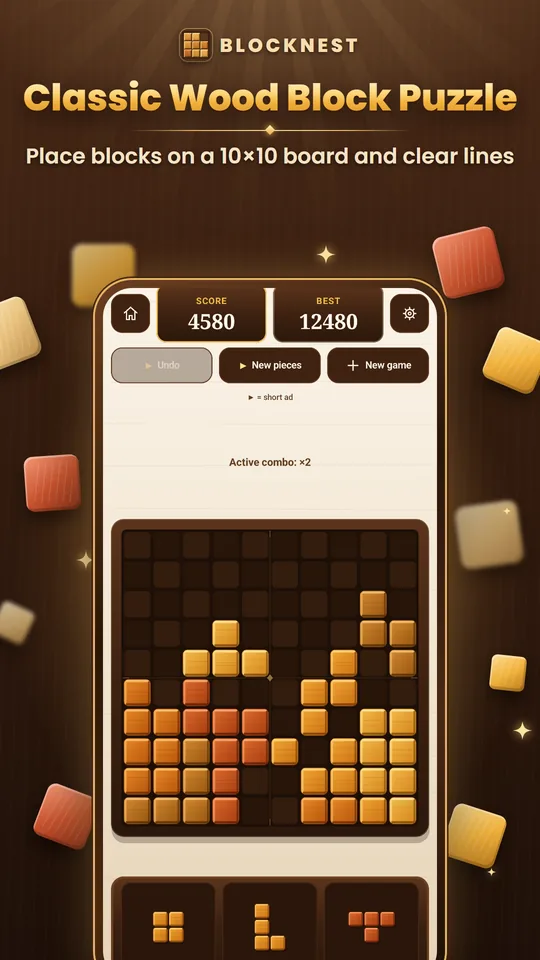 BLOCKNEST
Classic Wood Block Puzzle
Place blocks on a 10×10 board and clear lines
SCORE
4580
BEST
12480
► Undo
► New pieces
+ New game
► = short ad
Active combo: ×2